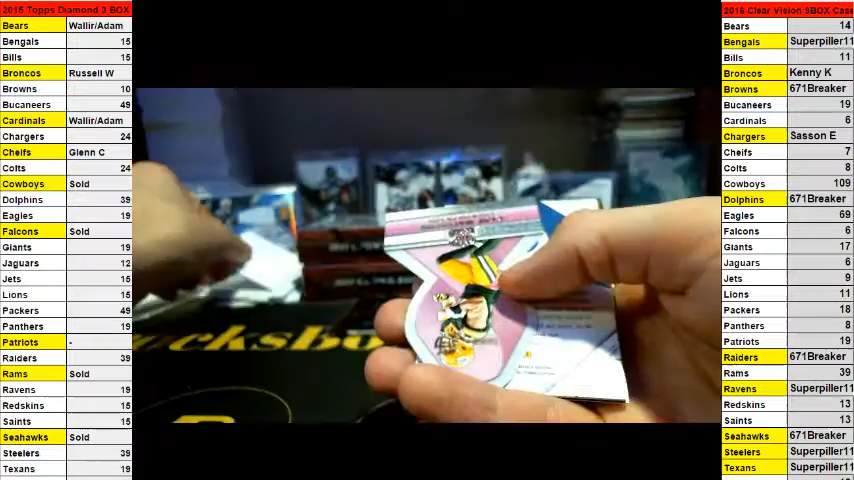 2015 Topps Diamond 3 BOX
Bears Wallir/Adam
Bengals 15
Bills 15
Broncos Russell W
Browns 10
Bucaneers 49
Cardinals Wallir/Adam
Chargers 24
Cheifs Glenn C
Colts 24
Cowboys Sold
Dolphins 39
Eagles 19
Falcons Sold
Giants 19
Jaguars 12
Jets 15
Lions 15
Packers 49
Panthers 19
Patriots -
Raiders 39
Rams Sold
Ravens 19
Redskins 15
Saints 15
Seahawks Sold
Steelers 39
Texans 19
ocksbo
2016 Clear Vision 9BOX Case
Bears 14
Bengals Superpiller11
Bills 11
Broncos Kenny K
Browns 671Breaker
Bucaneers 19
Cardinals 6
Chargers Sasson E
Cheifs 7
Colts 8
Cowboys 109
Dolphins 671Breaker
Eagles 69
Falcons 6
Giants 17
Jaguars 6
Jets 9
Lions 11
Packers 18
Panthers 8
Patriots 19
Raiders 671Breaker
Rams 39
Ravens Superpiller11
Redskins 13
Saints 13
Seahawks 671Breaker
Steelers Superpiller11
Texans Superpiller11